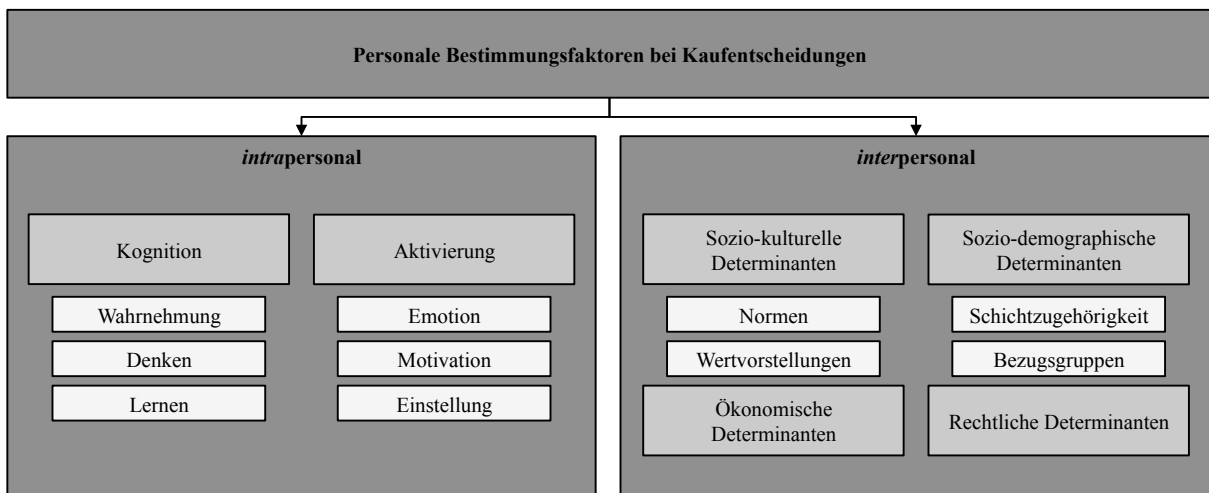 Personale Bestimmungsfaktoren bei Kaufentscheidungen
intrapersonal
Kognition
Wahrnehmung
Denken
Lernen
Aktivierung
Emotion
Motivation
Einstellung
interpersonal
Sozio-kulturelle
Determinanten
Normen
Wertvorstellungen
Sozio-demographische
Determinanten
Schichtzugehörigkeit
Bezugsgruppen
Ökonomische
Determinanten
Rechtliche Determinanten